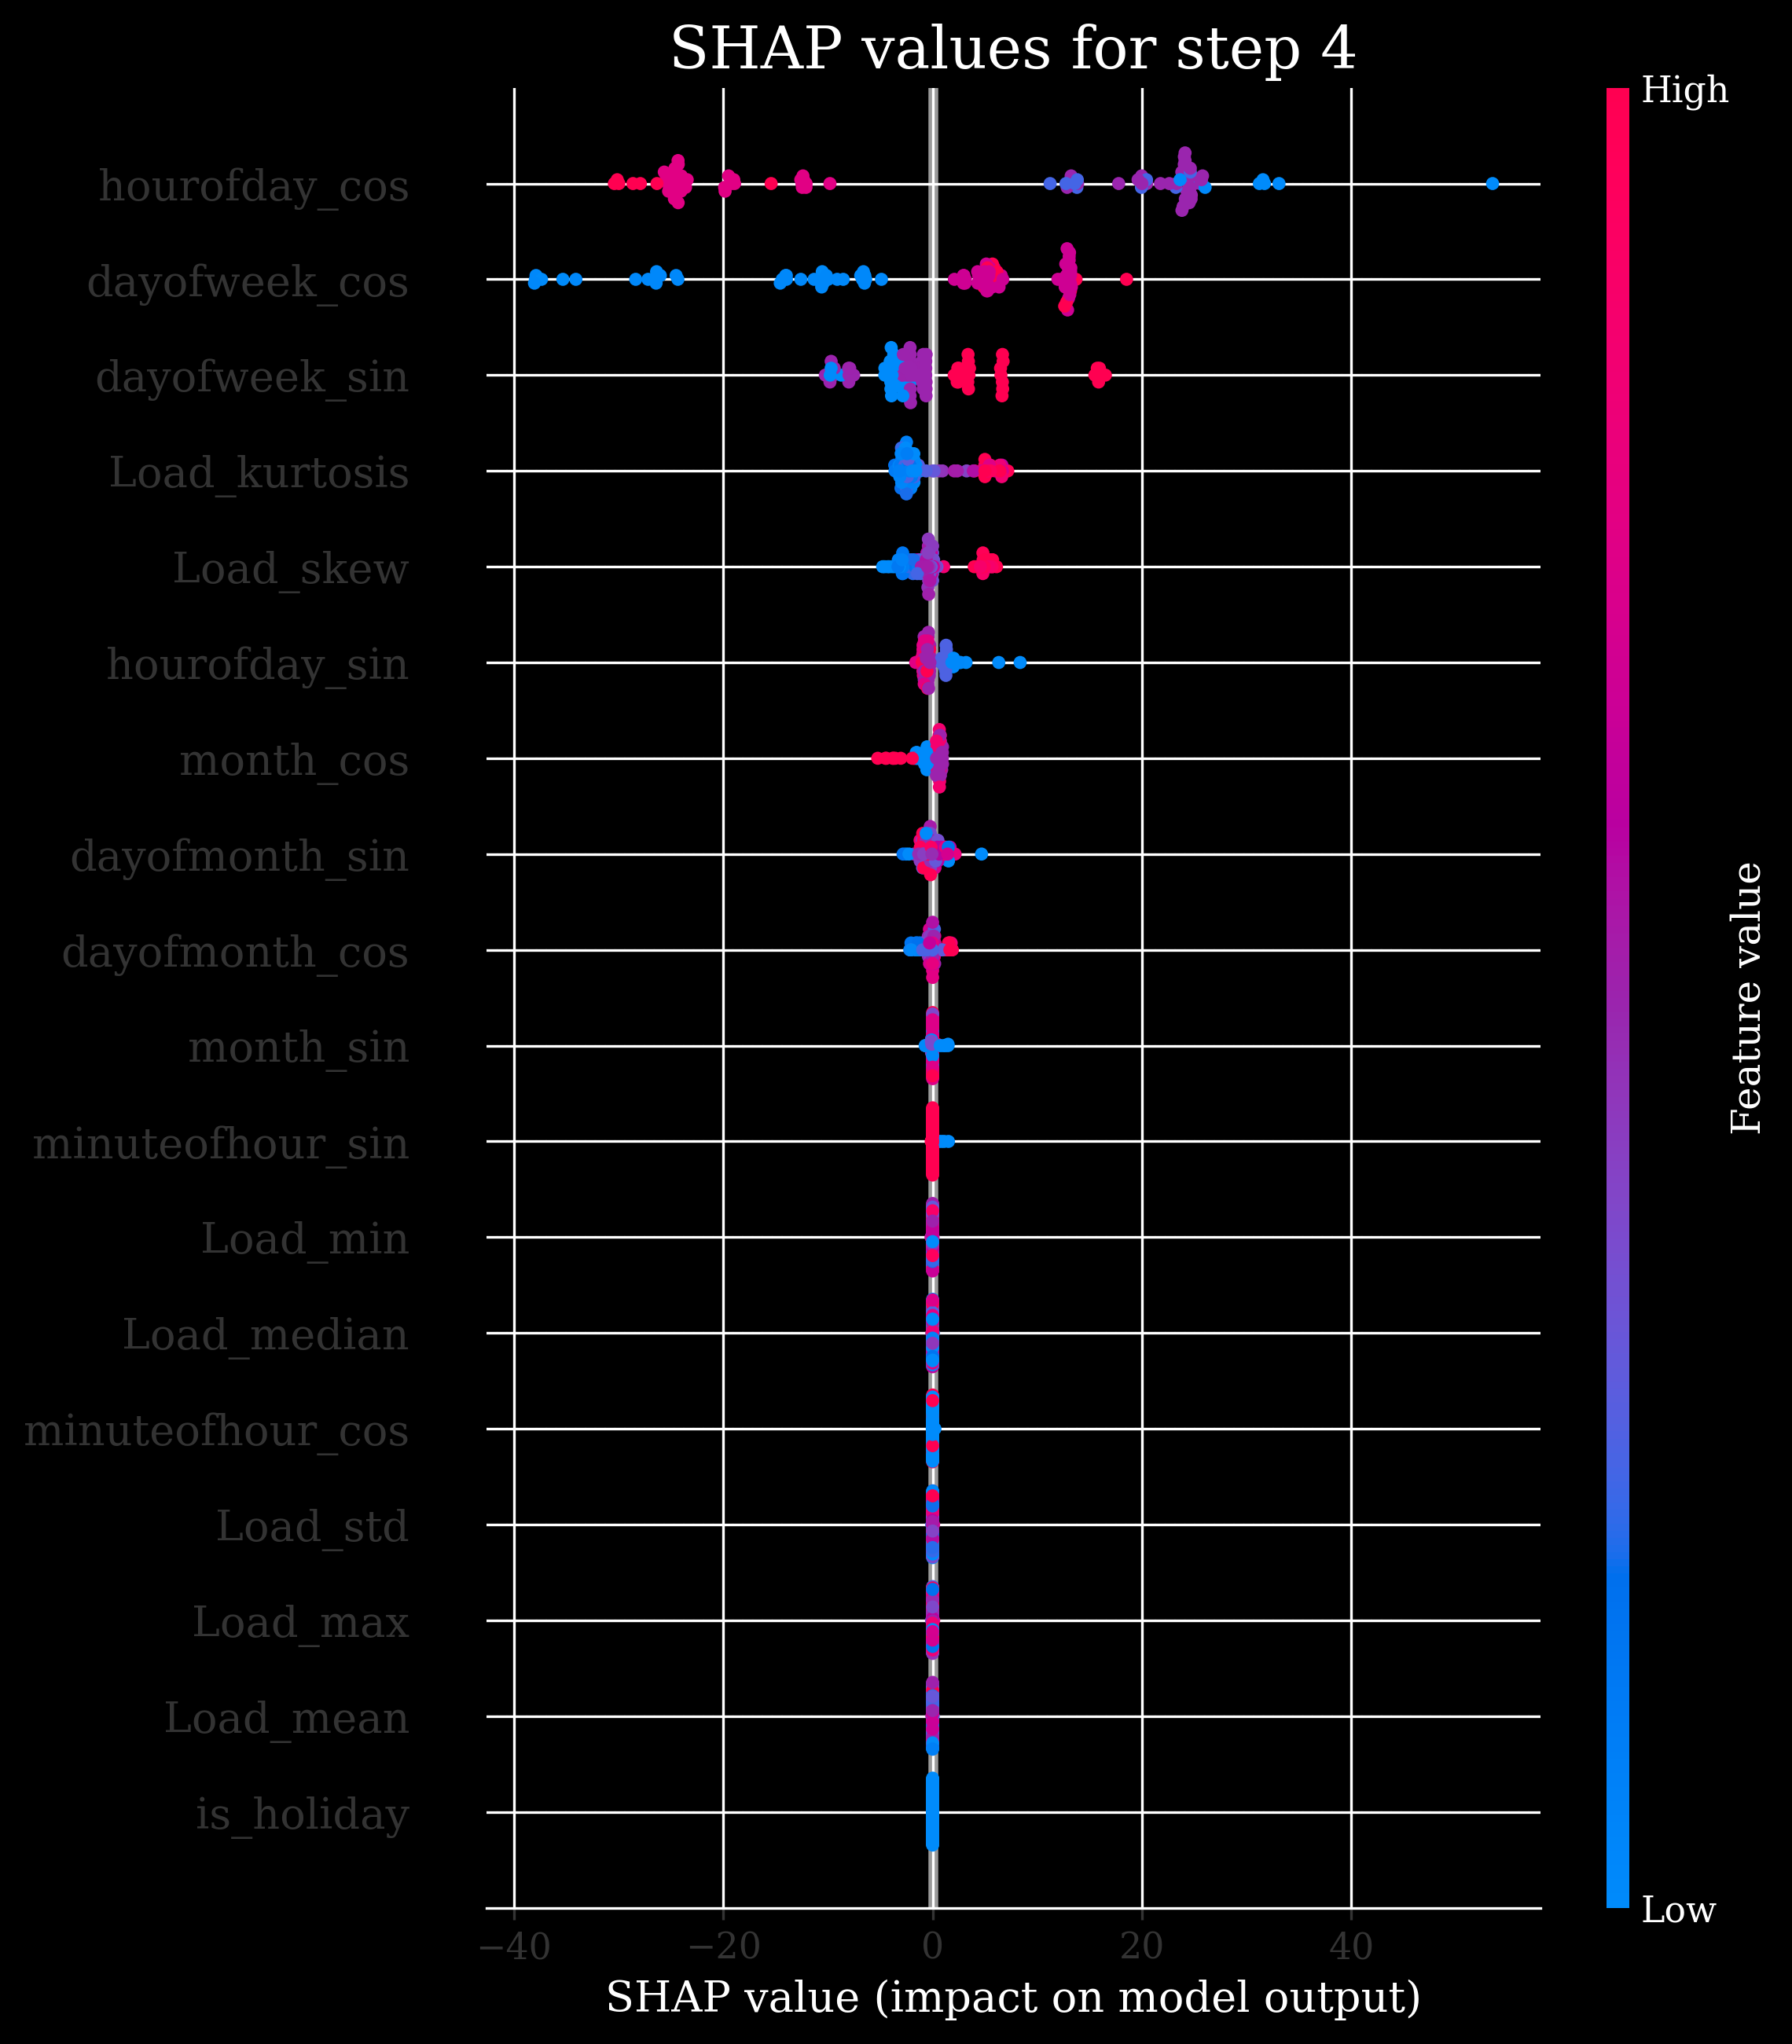 SHAP values for step 4
High
hourofday_cos
dayofweek_cos
dayofweek_sin
Load_kurtosis
Load_skew
hourofday_sin
month_cos
dayofmonth_sin
dayofmonth_cos
month_sin
minuteofhour_sin
Load_min
Load_median
minuteofhour_cos
Load_std
Load_max
Load_mean
is_holiday
Feature value
Low
−40 −20 0 20 40
SHAP value (impact on model output)